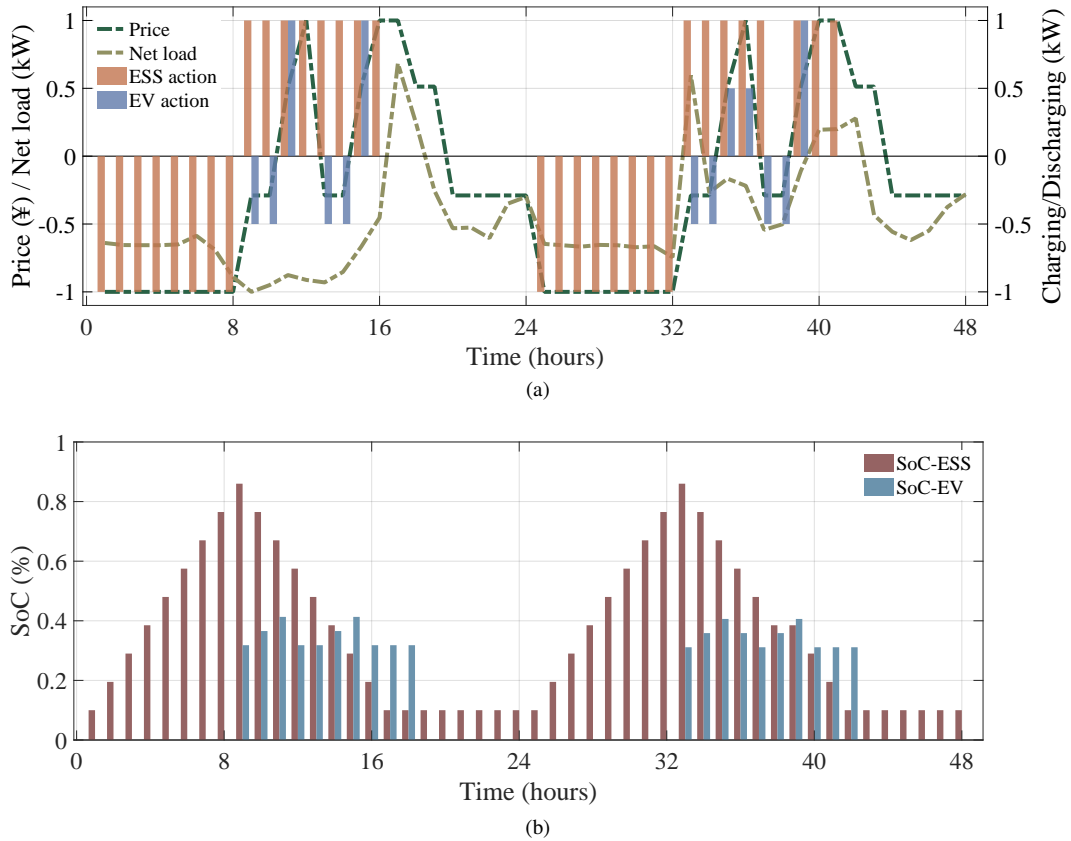 Price
Net load
ESS action
EV action
Price (¥) / Net load (kW)
1
0.5
0
-0.5
-1
1
0.5
0
-0.5
-1
Charging/Discharging (kW)
0 8 16 24 32 40 48
Time (hours)
(a)
SoC-ESS
SoC-EV
SoC (%)
1
0.8
0.6
0.4
0.2
0
0 8 16 24 32 40 48
Time (hours)
(b)